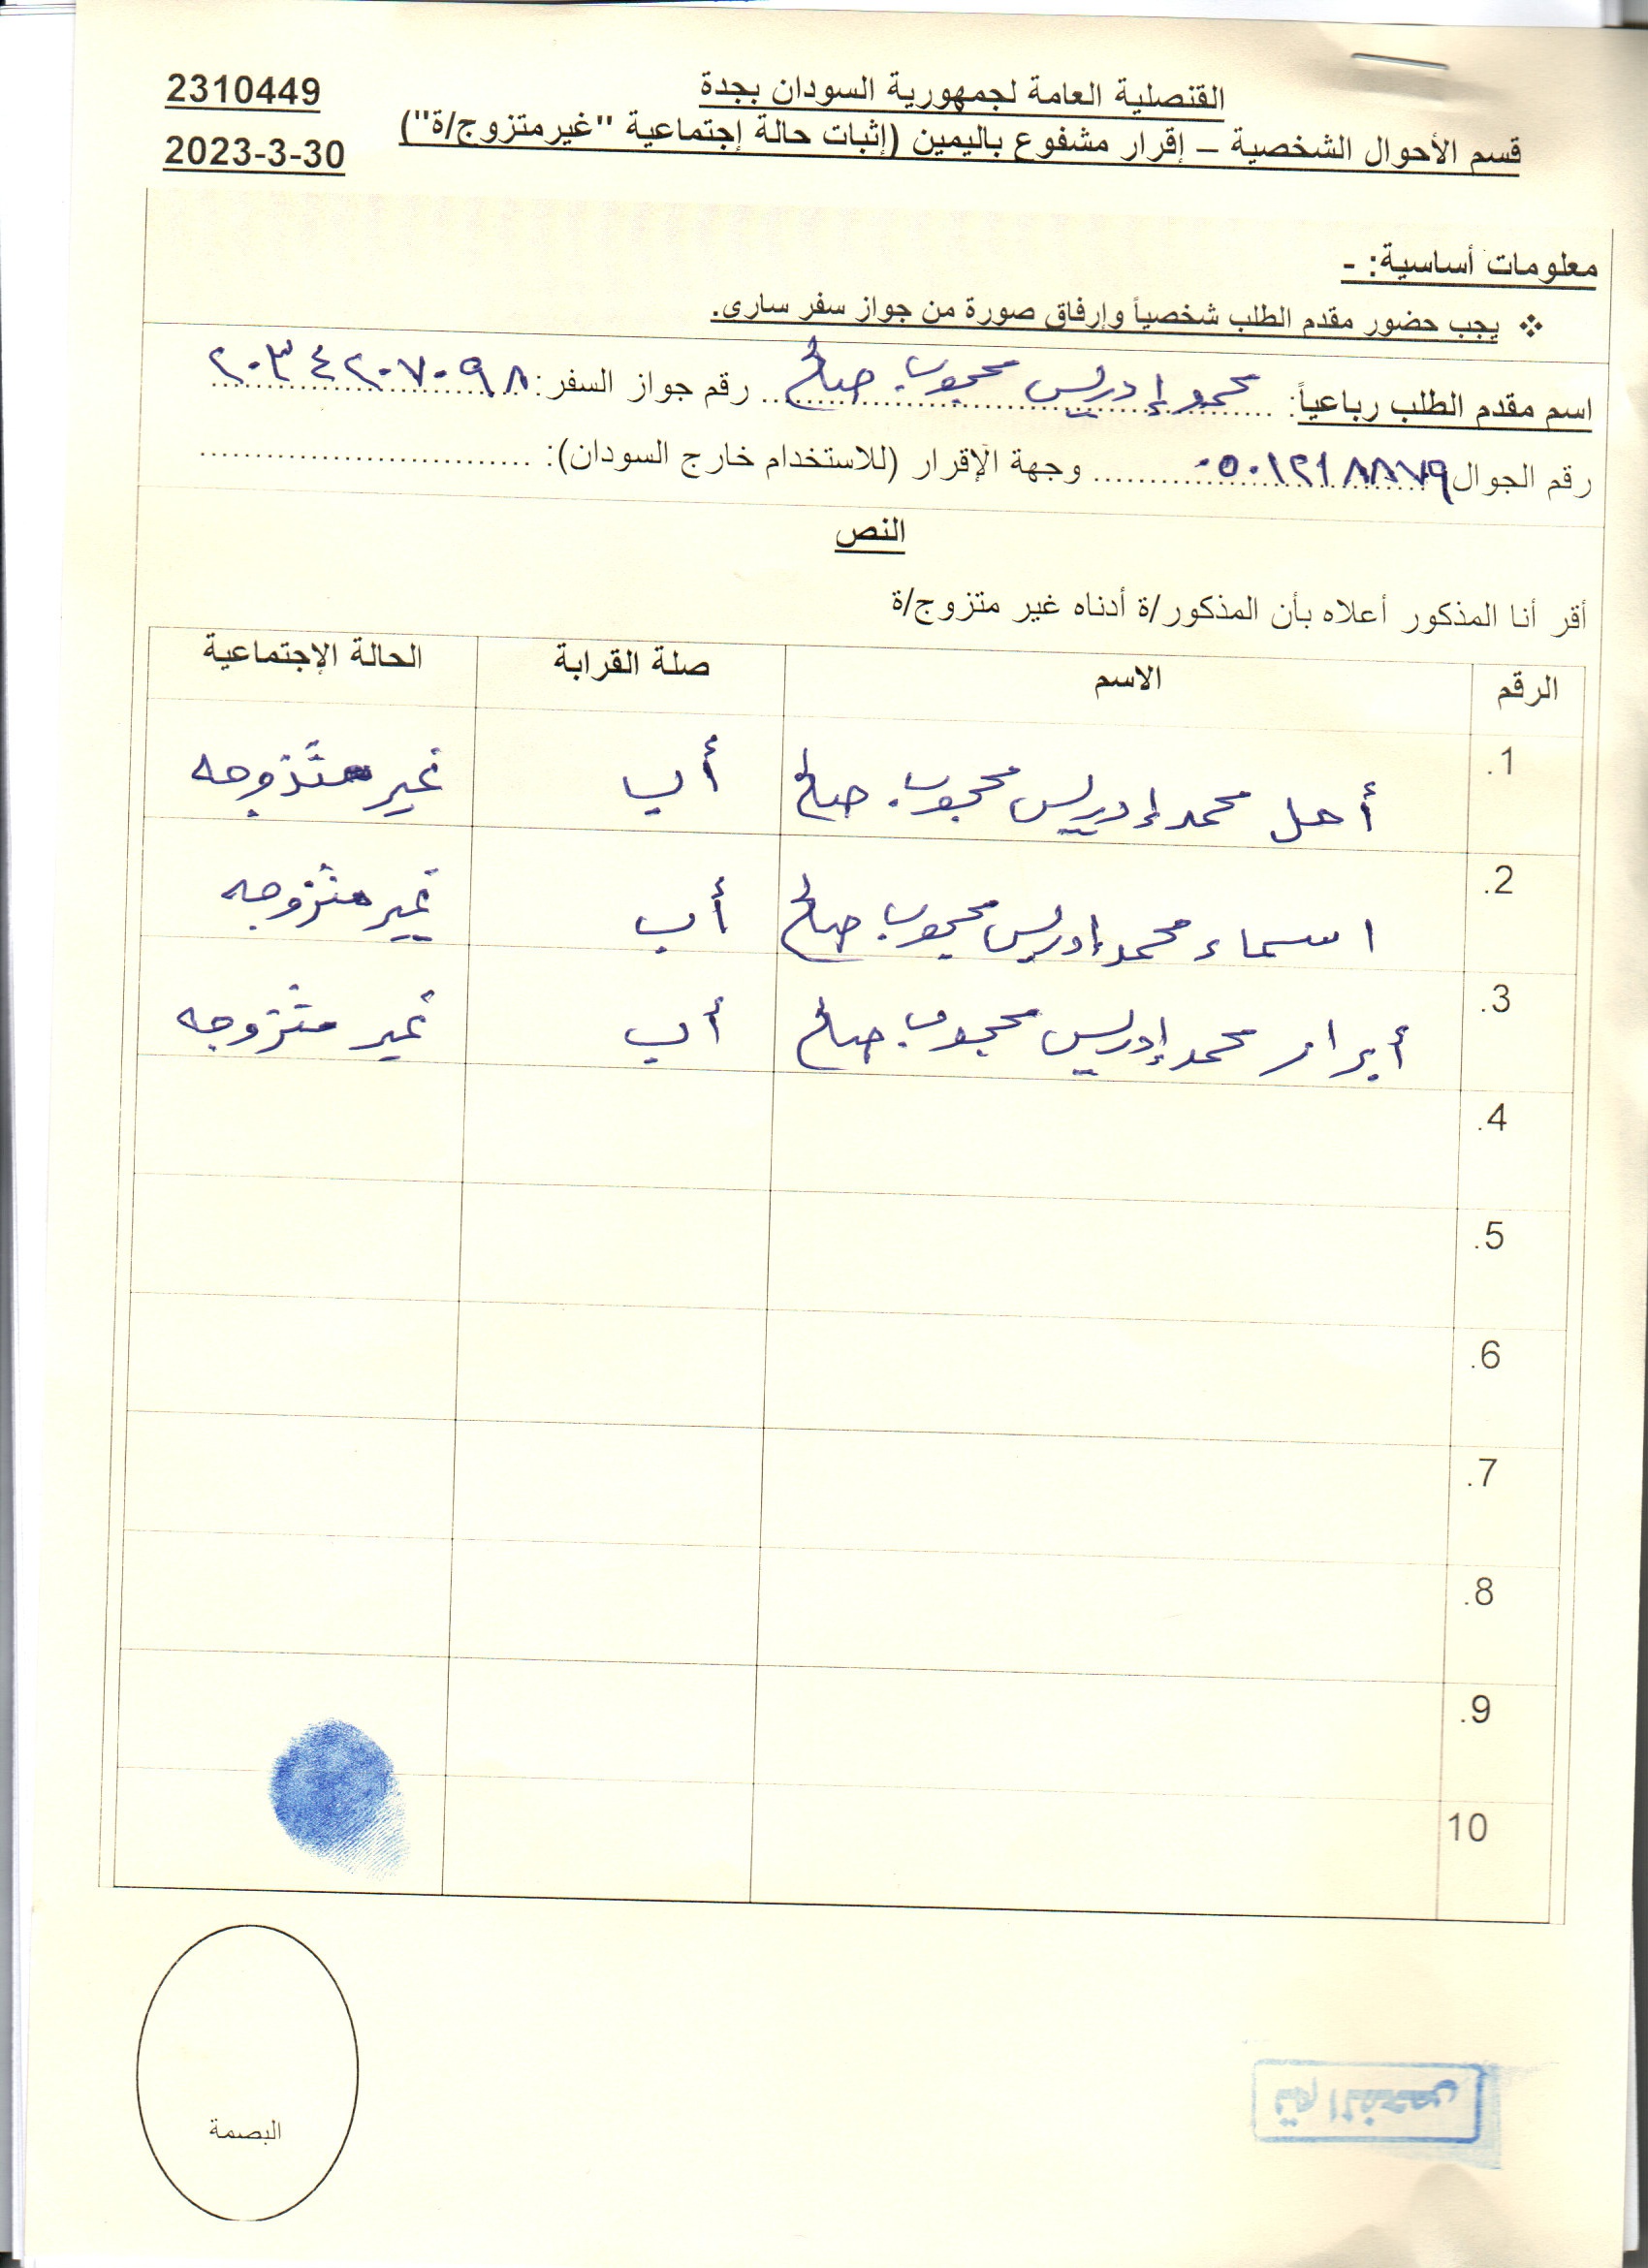 القنصلية العامة لجمهورية السودان بجدة
2310449
قسم الأحوال الشخصية – إقرار مشفوع باليمين (إثبات حالة إجتماعية "غيرمتزوج/ة")
2023-3-30
معلومات أساسية: -
❖ يجب حضور مقدم الطلب شخصياً وإرفاق صورة من جواز سفر سارى.
اسم مقدم الطلب رباعياً: محمد إدريس محجوب صالح رقم جواز السفر: ٢٠٣٤٢٠٧٠٩٨
رقم الجوال ٠٥٠١٢٩٨٨٧٩ وجهة الإقرار (للاستخدام خارج السودان):
النص
أقر أنا المذكور أعلاه بأن المذكور/ة أدناه غير متزوج/ة
الرقم الاسم صلة القرابة الحالة الإجتماعية
1. أمل محمد إدريس محجوب صالح أب غير متزوجه
2. اسماء محمد إدريس محجوب صالح أب غير متزوجه
3. أبرار محمد إدريس محجوب صالح أب غير متزوجه
4.
5.
6.
7.
8.
9.
10
تم الفحص
البصمة